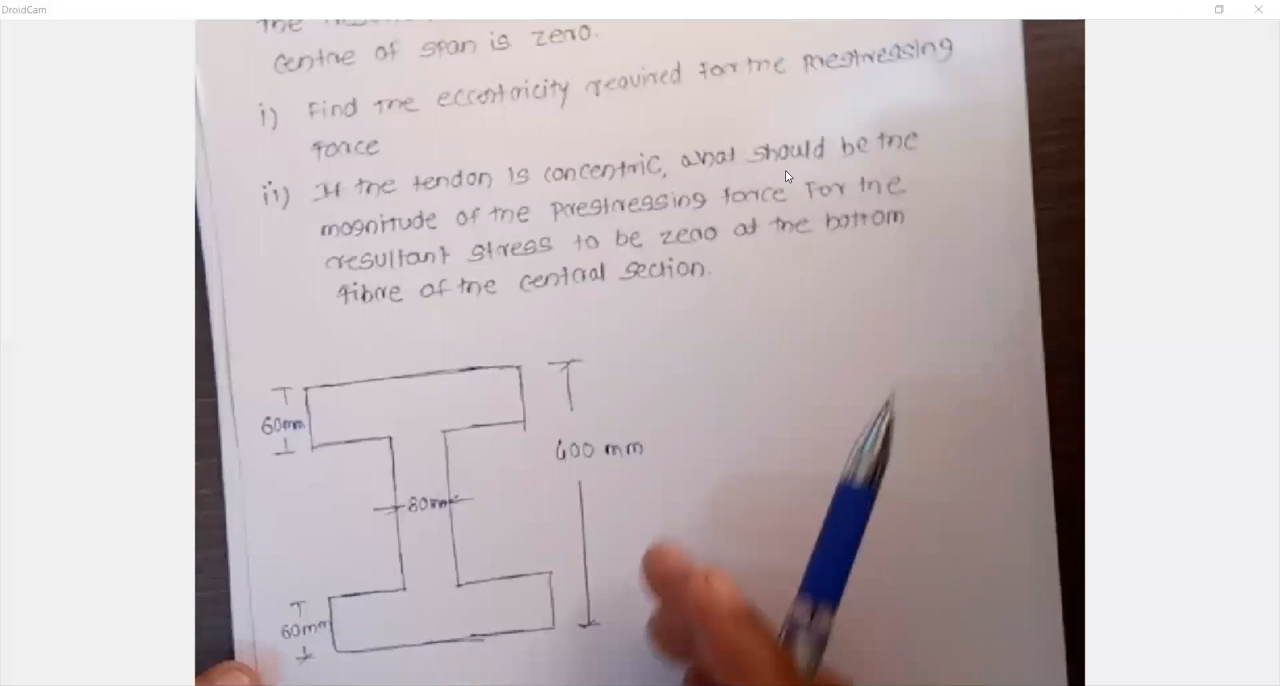 DroidCam
the
centre of span is zero.
i) Find the eccentricity required for the prestressing
force
ii) If the tendon is concentric, what should be the
magnitude of the Prestressing force For the
resultant stress to be zero at the bottom
fibre of the central section.
60mm
400 mm
80mm
60mm